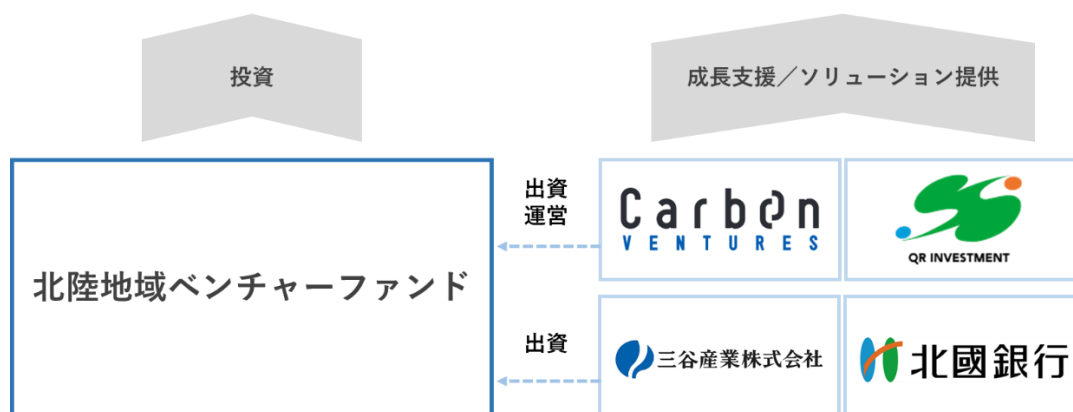 投資
成長支援／ソリューション提供
北陸地域ベンチャーファンド
出資
運営
Carbon
VENTURES
QR INVESTMENT
出資
三谷産業株式会社
北國銀行